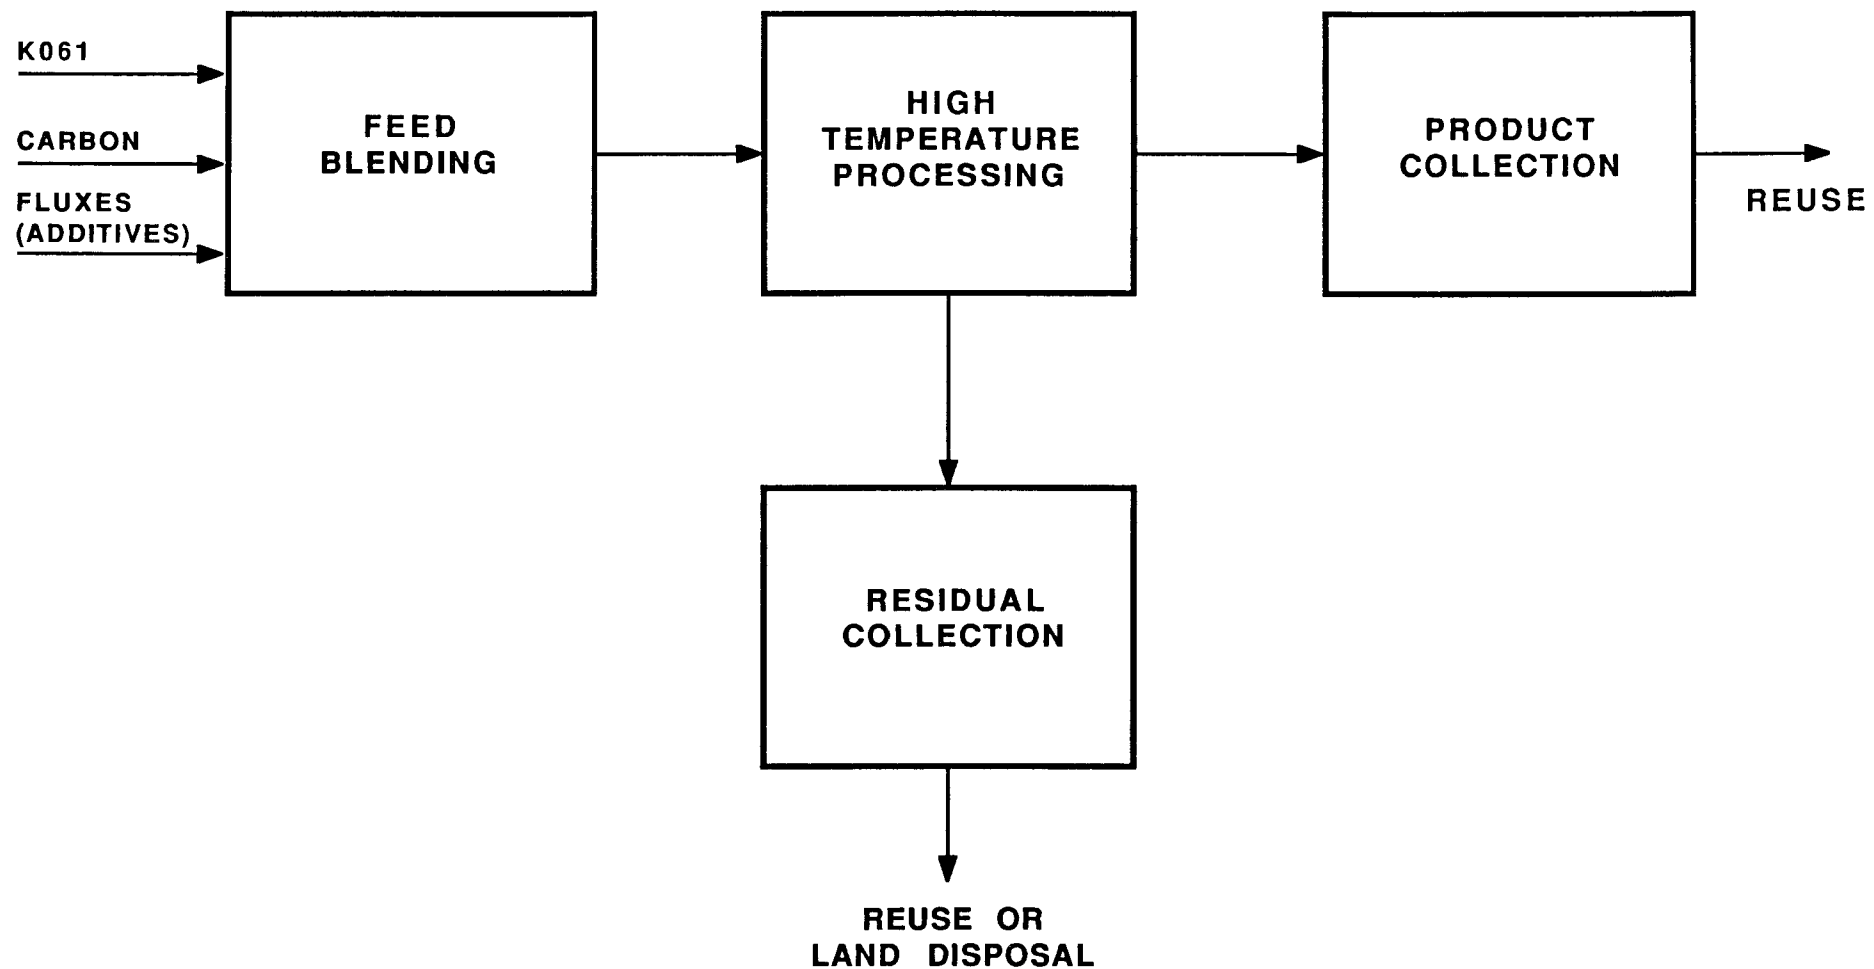 K061
CARBON
FLUXES
(ADDITIVES)
FEED
BLENDING
HIGH
TEMPERATURE
PROCESSING
PRODUCT
COLLECTION
REUSE
RESIDUAL
COLLECTION
REUSE OR
LAND DISPOSAL